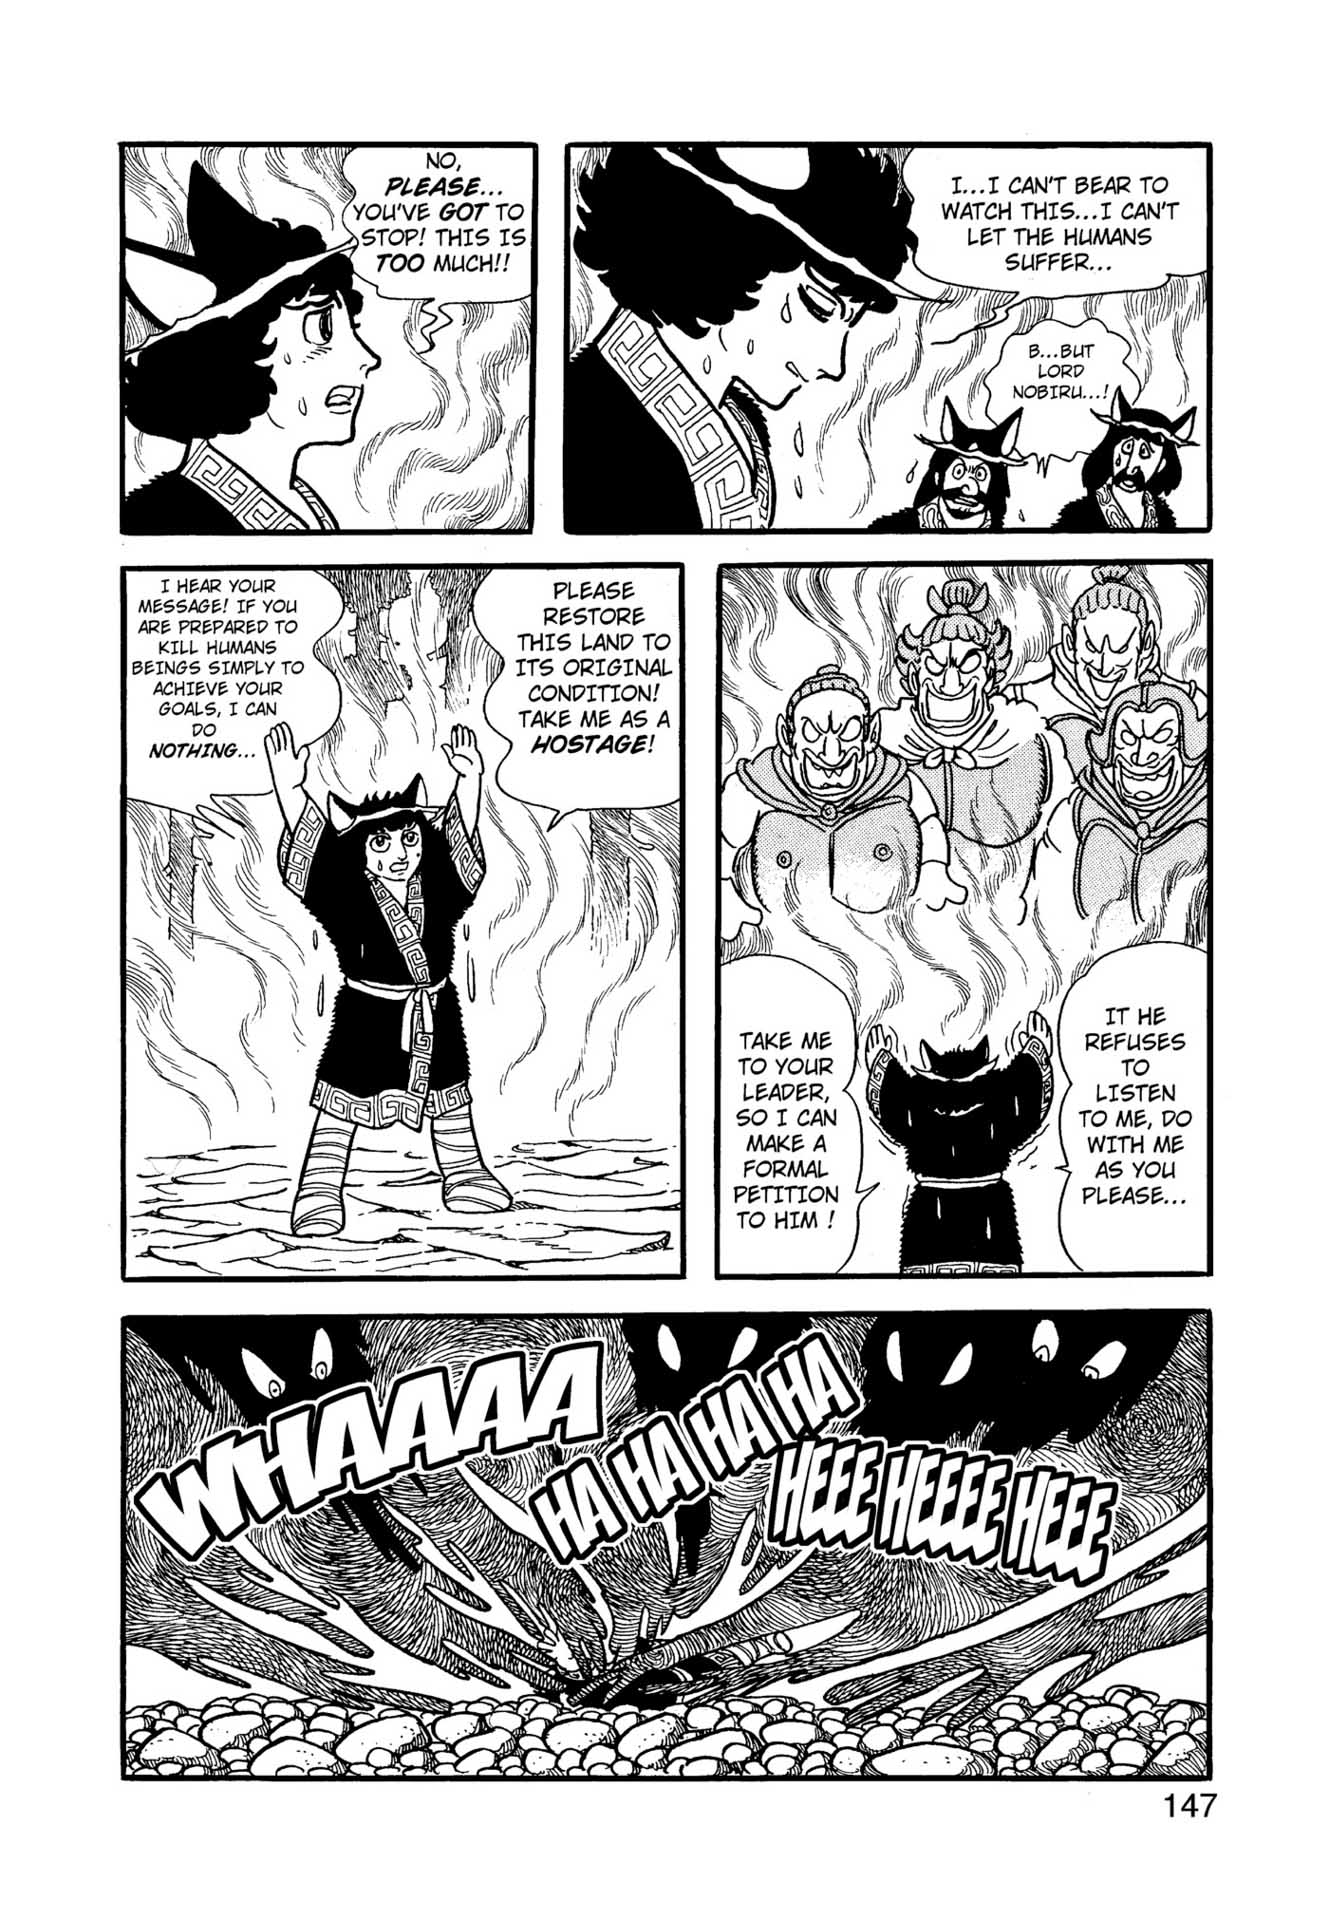 NO,
PLEASE...
YOU'VE GOT TO
STOP! THIS IS
TOO MUCH!!
I...I CAN'T BEAR TO
WATCH THIS...I CAN'T
LET THE HUMANS
SUFFER...
B...BUT
LORD
NOBIRU...!
I HEAR YOUR
MESSAGE! IF YOU
ARE PREPARED TO
KILL HUMANS
BEINGS SIMPLY TO
ACHIEVE YOUR
GOALS, I CAN
DO
NOTHING...
PLEASE
RESTORE
THIS LAND TO
ITS ORIGINAL
CONDITION!
TAKE ME AS A
HOSTAGE!
TAKE ME
TO YOUR
LEADER,
SO I CAN
MAKE A
FORMAL
PETITION
TO HIM !
IT HE
REFUSES
TO
LISTEN
TO ME, DO
WITH ME
AS YOU
PLEASE...
WHAAAAA
HA HA HA HA
HEEE HEEEE HEEE
147